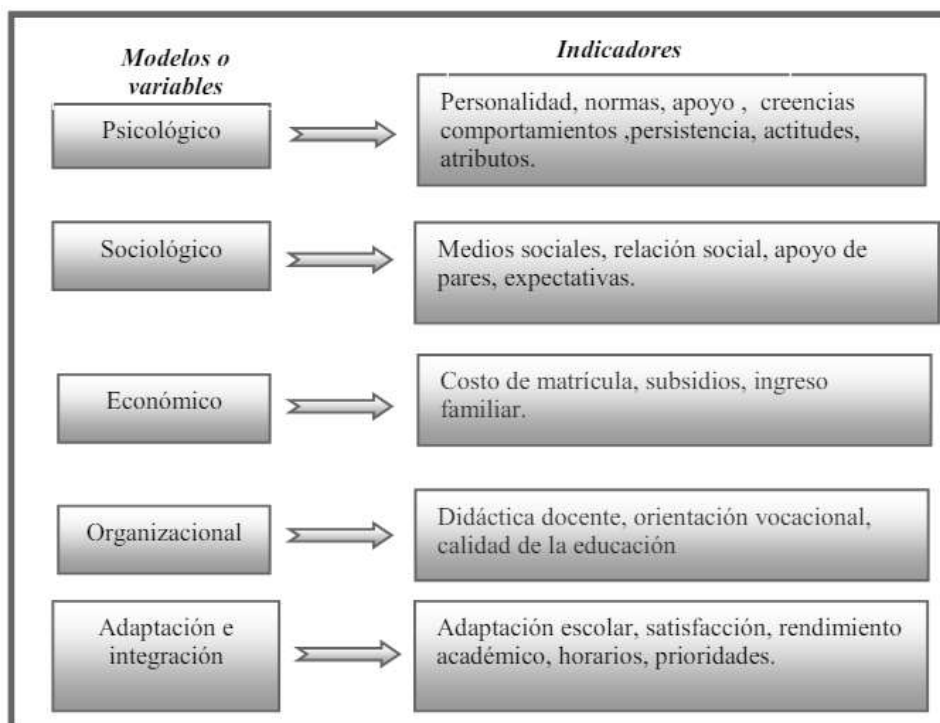 Modelos o
variables
Indicadores
Psicológico
Personalidad, normas, apoyo , creencias
comportamientos ,persistencia, actitudes,
atributos.
Sociológico
Medios sociales, relación social, apoyo de
pares, expectativas.
Económico
Costo de matrícula, subsidios, ingreso
familiar.
Organizacional
Didáctica docente, orientación vocacional,
calidad de la educación
Adaptación e
integración
Adaptación escolar, satisfacción, rendimiento
académico, horarios, prioridades.